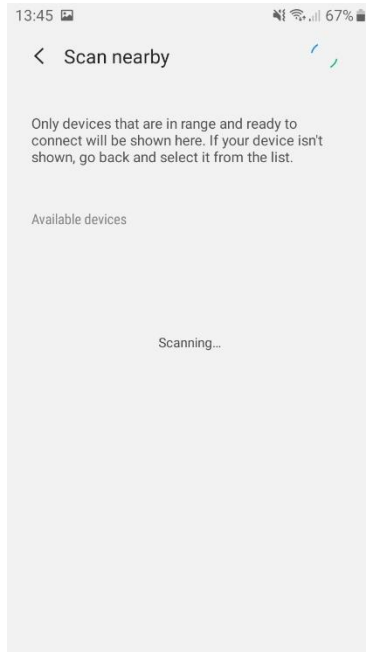 13:45 67%
Scan nearby
Only devices that are in range and ready to
connect will be shown here. If your device isn't
shown, go back and select it from the list.
Available devices
Scanning...